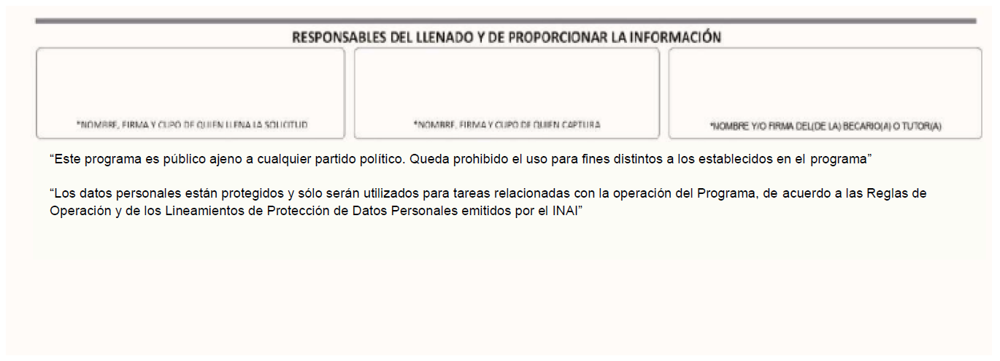 RESPONSABLES DEL LLENADO Y DE PROPORCIONAR LA INFORMACIÓN
*NOMBRE, FIRMA Y CUPO DE QUIEN LLENA LA SOLICITUD
*NOMBRE, FIRMA Y CUPO DE QUIEN CAPTURA
*NOMBRE Y/O FIRMA DEL(DE LA) BECARIO(A) O TUTOR(A)
“Este programa es público ajeno a cualquier partido político. Queda prohibido el uso para fines distintos a los establecidos en el programa”
“Los datos personales están protegidos y sólo serán utilizados para tareas relacionadas con la operación del Programa, de acuerdo a las Reglas de
Operación y de los Lineamientos de Protección de Datos Personales emitidos por el INAI”